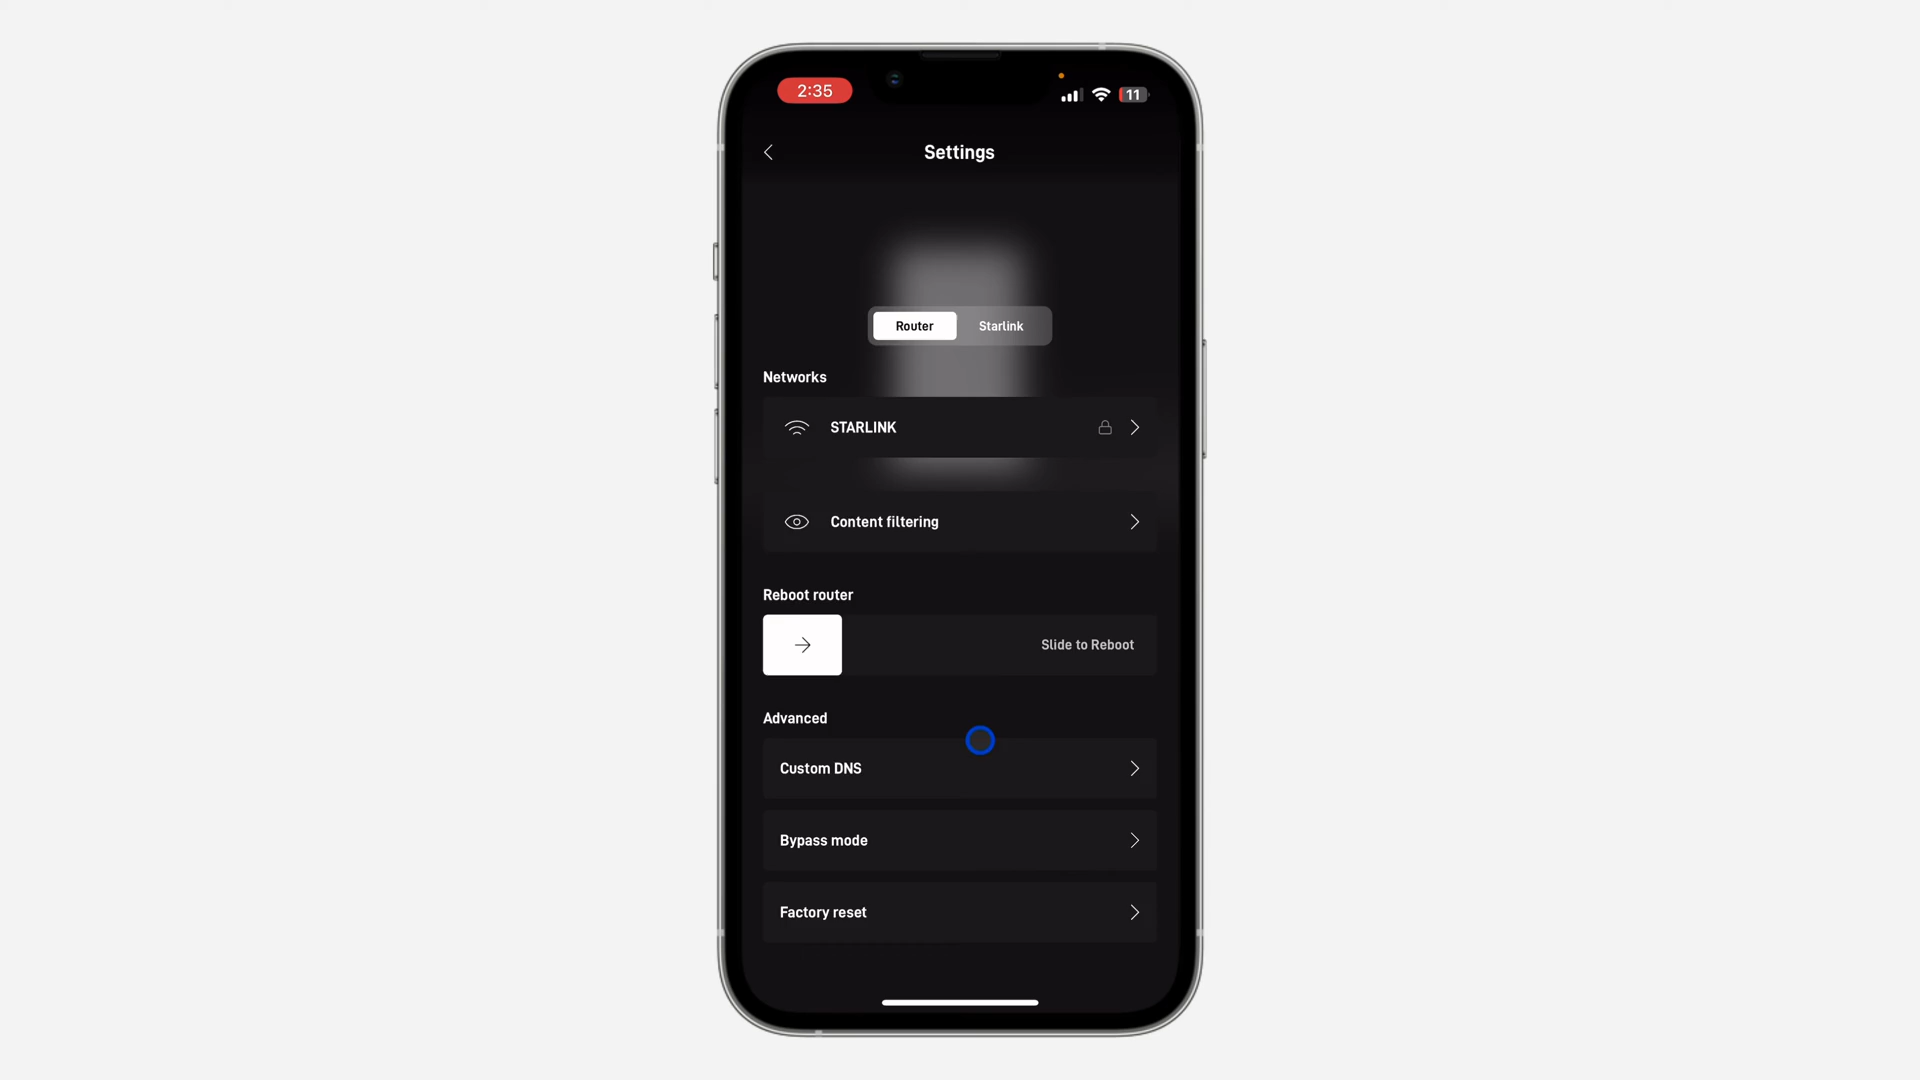 2:35
11
Settings
Router
Starlink
Networks
STARLINK
Content filtering
Reboot router
Slide to Reboot
Advanced
Custom DNS
Bypass mode
Factory reset